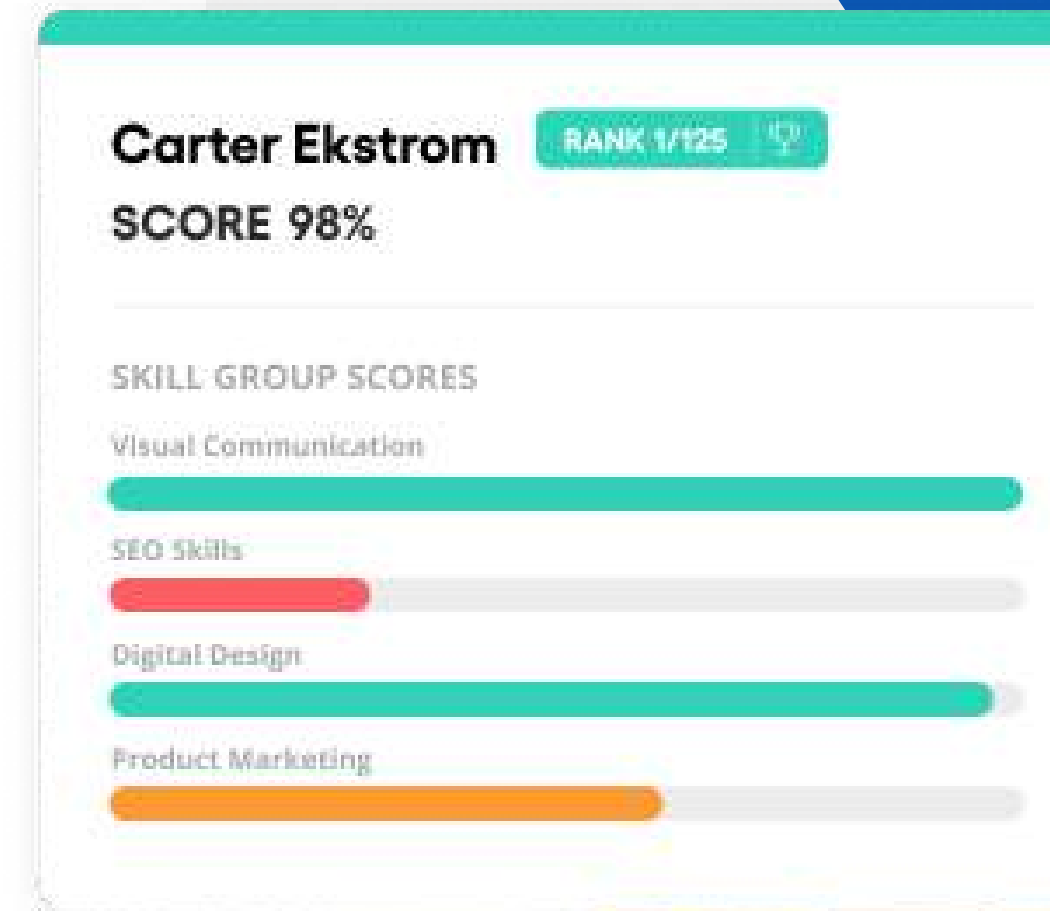 Carter Ekstrom RANK 1/125
SCORE 98%
SKILL GROUP SCORES
Visual Communication
SEO Skills
Digital Design
Product Marketing